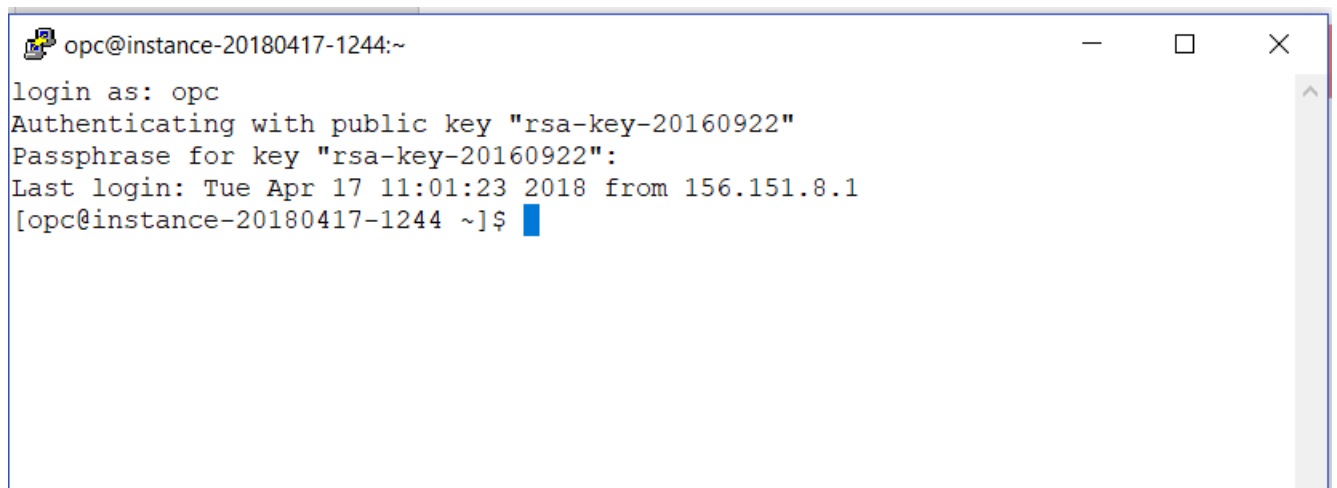 opc@instance-20180417-1244:~
login as: opc
Authenticating with public key "rsa-key-20160922"
Passphrase for key "rsa-key-20160922":
Last login: Tue Apr 17 11:01:23 2018 from 156.151.8.1
[opc@instance-20180417-1244 ~]$